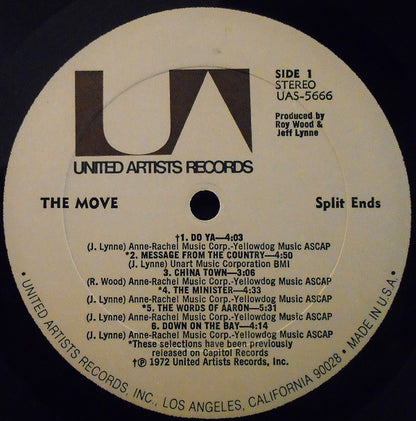 UA
SIDE 1
STEREO
UAS-5666
Produced by
Roy Wood &
Jeff Lynne
UNITED ARTISTS RECORDS
THE MOVE
Split Ends
†1. DO YA—4:03
(J. Lynne) Anne-Rachel Music Corp.-Yellowdog Music ASCAP
*2. MESSAGE FROM THE COUNTRY—4:50
(J. Lynne) Unart Music Corporation BMI
3. CHINA TOWN—3:06
(R. Wood) Anne-Rachel Music Corp.-Yellowdog Music ASCAP
*4. THE MINISTER—4:33
(J. Lynne) Anne-Rachel Music Corp.-Yellowdog Music ASCAP
*5. THE WORDS OF AARON—5:31
(J. Lynne) Anne-Rachel Music Corp.-Yellowdog Music ASCAP
6. DOWN ON THE BAY—4:14
(J. Lynne) Anne-Rachel Music Corp.-Yellowdog Music ASCAP
*These selections have been previously
released on Capitol Records
†℗ 1972 United Artists Records, Inc.
• UNITED ARTISTS RECORDS, INC., LOS ANGELES, CALIFORNIA 90028 • MADE IN U.S.A. •